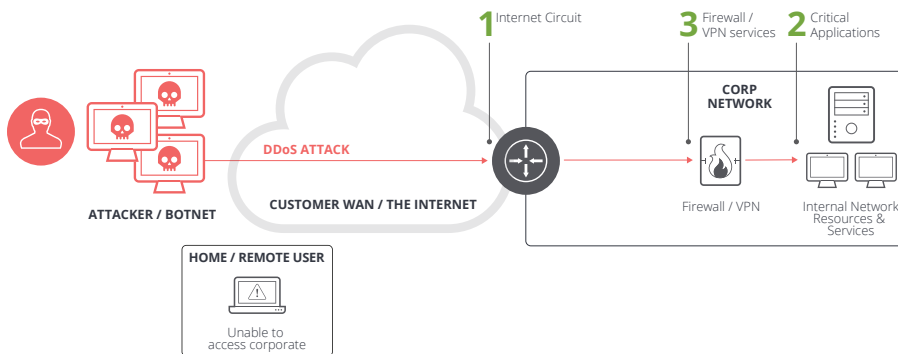 1 Internet Circuit
3 Firewall /
VPN services
2 Critical
Applications
CORP
NETWORK
DDoS ATTACK
CUSTOMER WAN / THE INTERNET
ATTACKER / BOTNET
Firewall / VPN
Internal Network
Resources &
Services
HOME / REMOTE USER
Unable to
access corporate